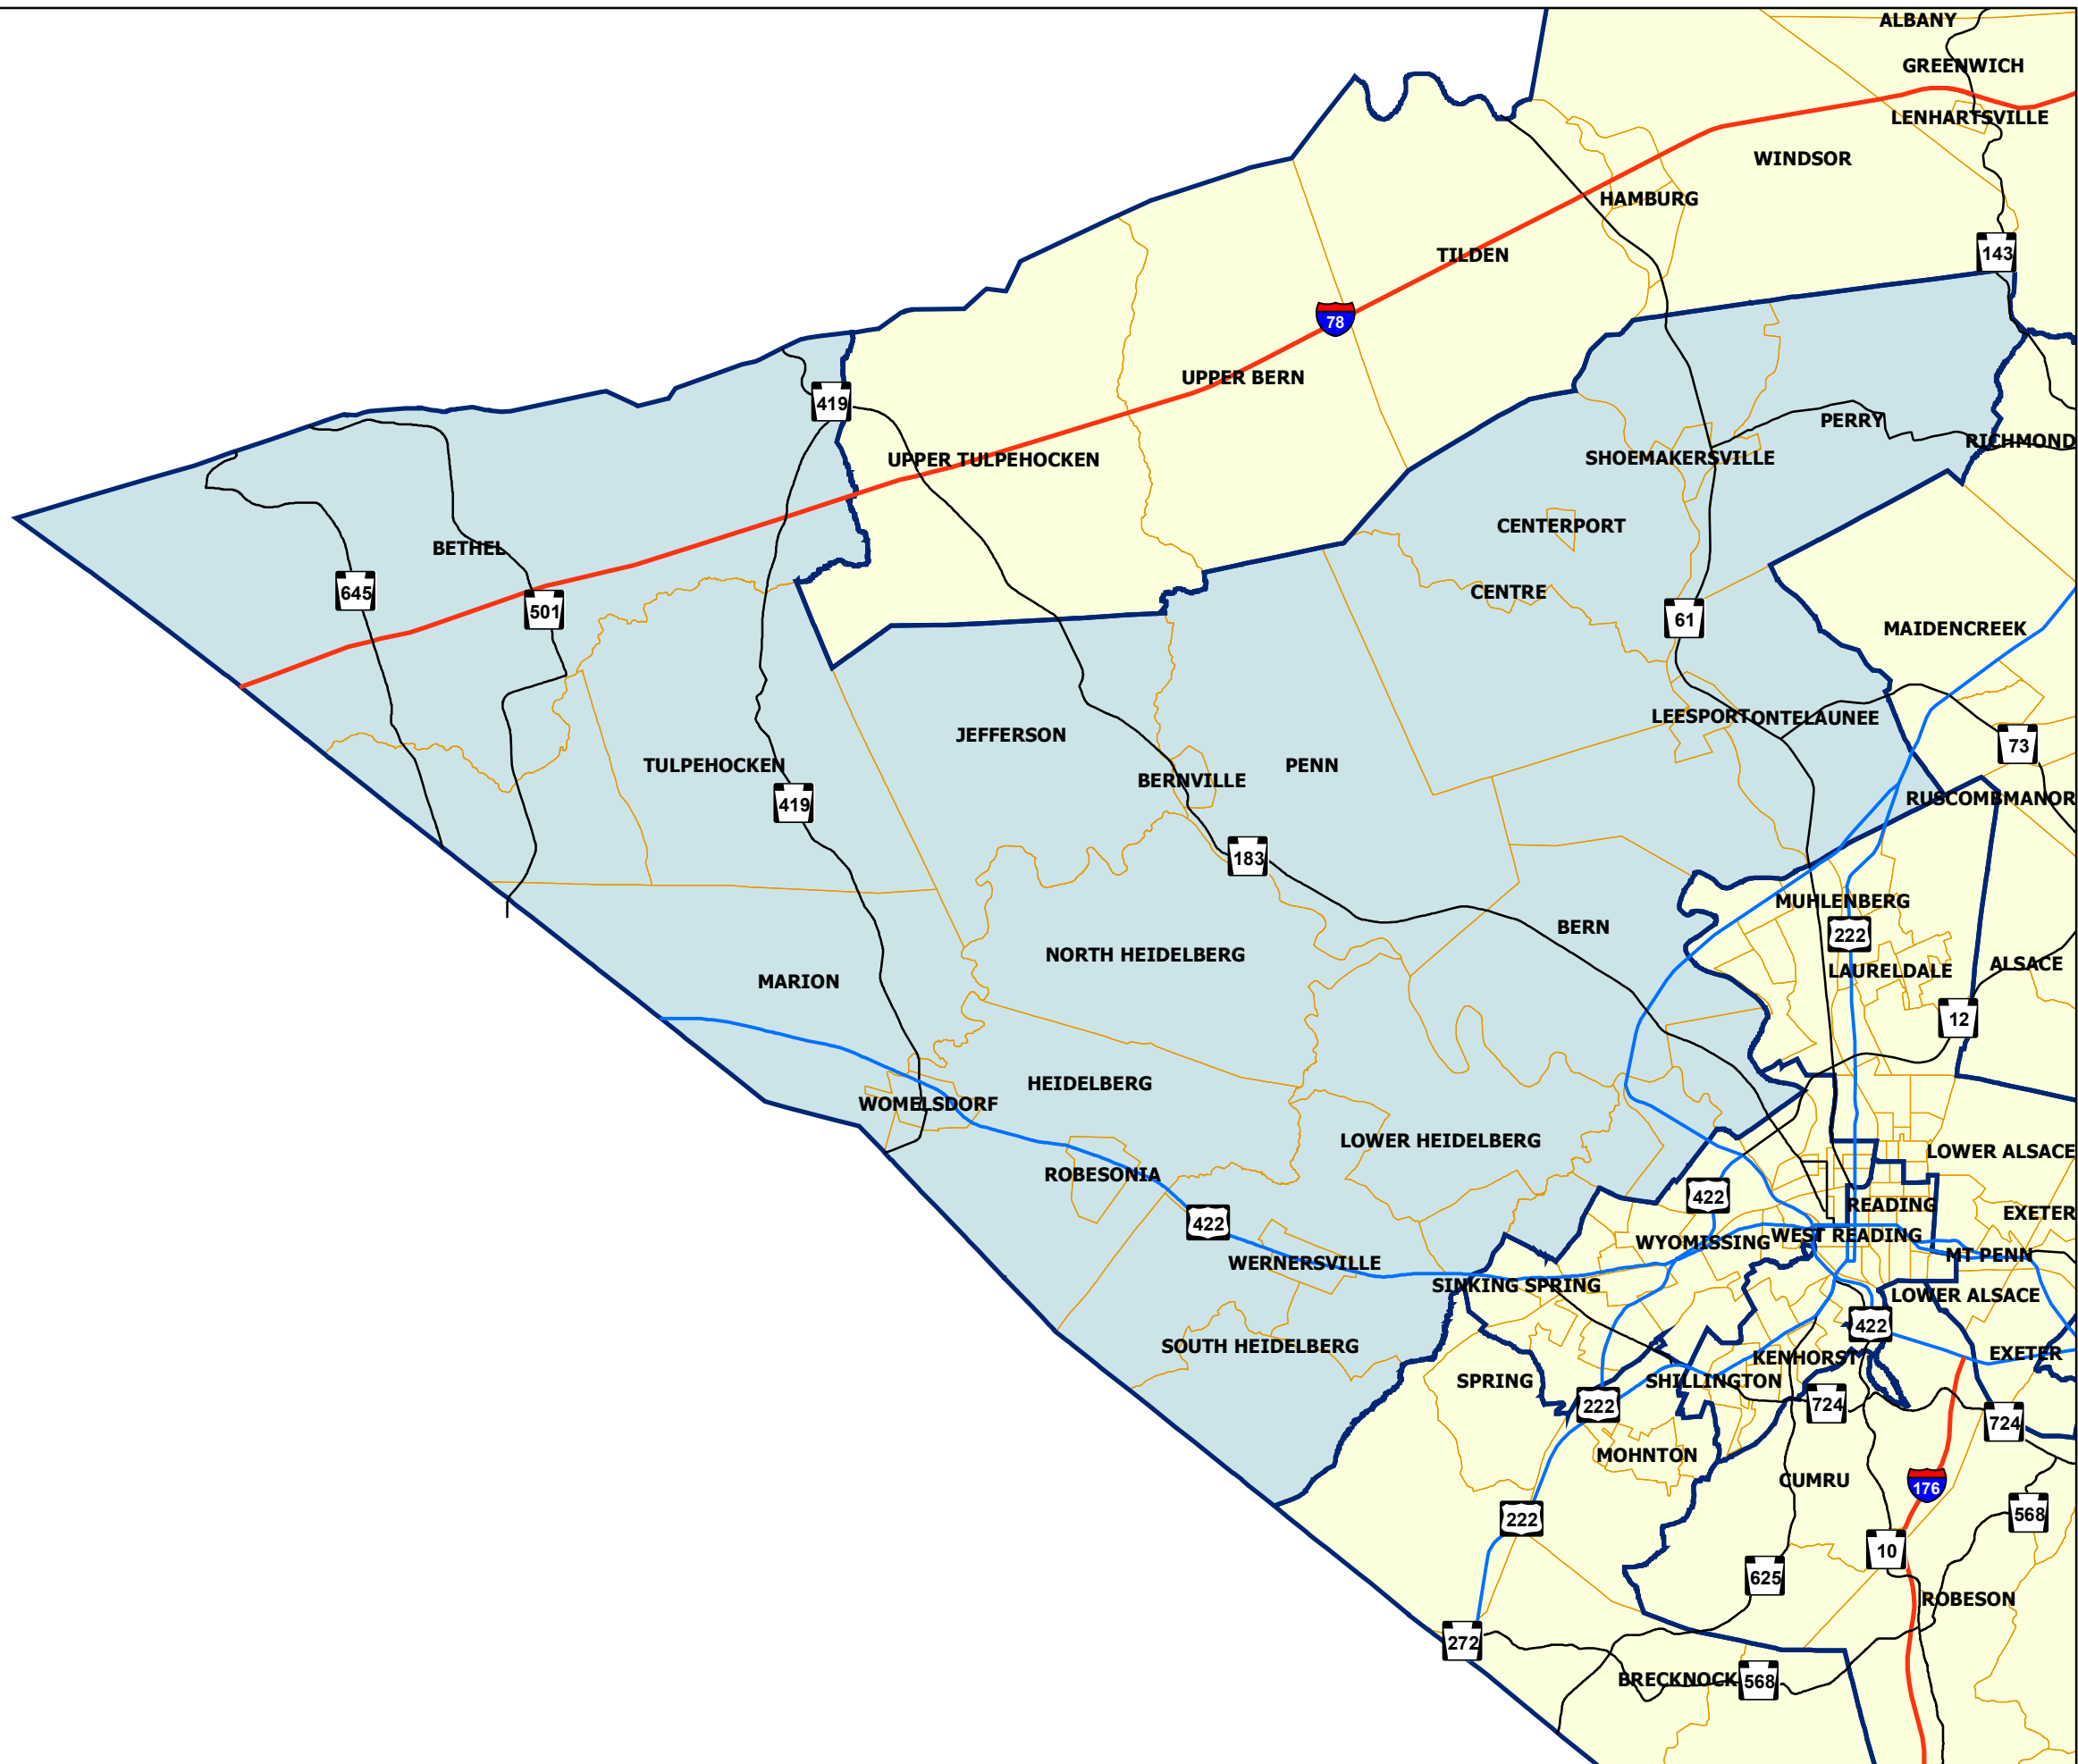 ALBANY
GREENWICH
LENHARTSVILLE
WINDSOR
HAMBURG
TILDEN
143
78
UPPER BERN
419
PERRY
RICHMOND
UPPER TULPEHOCKEN
SHOEMAKERSVILLE
CENTERPORT
BETHEL
645
CENTRE
501
61
MAIDENCREEK
LEESPORT
ONTELAUNEE
JEFFERSON
73
TULPEHOCKEN
PENN
BERNVILLE
419
RUSCOMBMANOR
183
MUHLENBERG
BERN
222
NORTH HEIDELBERG
ALSACE
LAURELDALE
MARION
12
HEIDELBERG
WOMELSDORF
LOWER HEIDELBERG
LOWER ALSACE
ROBESONIA
422
READING
EXETER
422
WEST READING
WYOMISSING
MT PENN
WERNERSVILLE
SINKING SPRING
LOWER ALSACE
422
SOUTH HEIDELBERG
EXETER
KENHORST
SPRING
SHILLINGTON
724
222
724
MOHNTON
CUMRU
176
568
222
10
625
ROBESON
272
BRECKNOCK
568